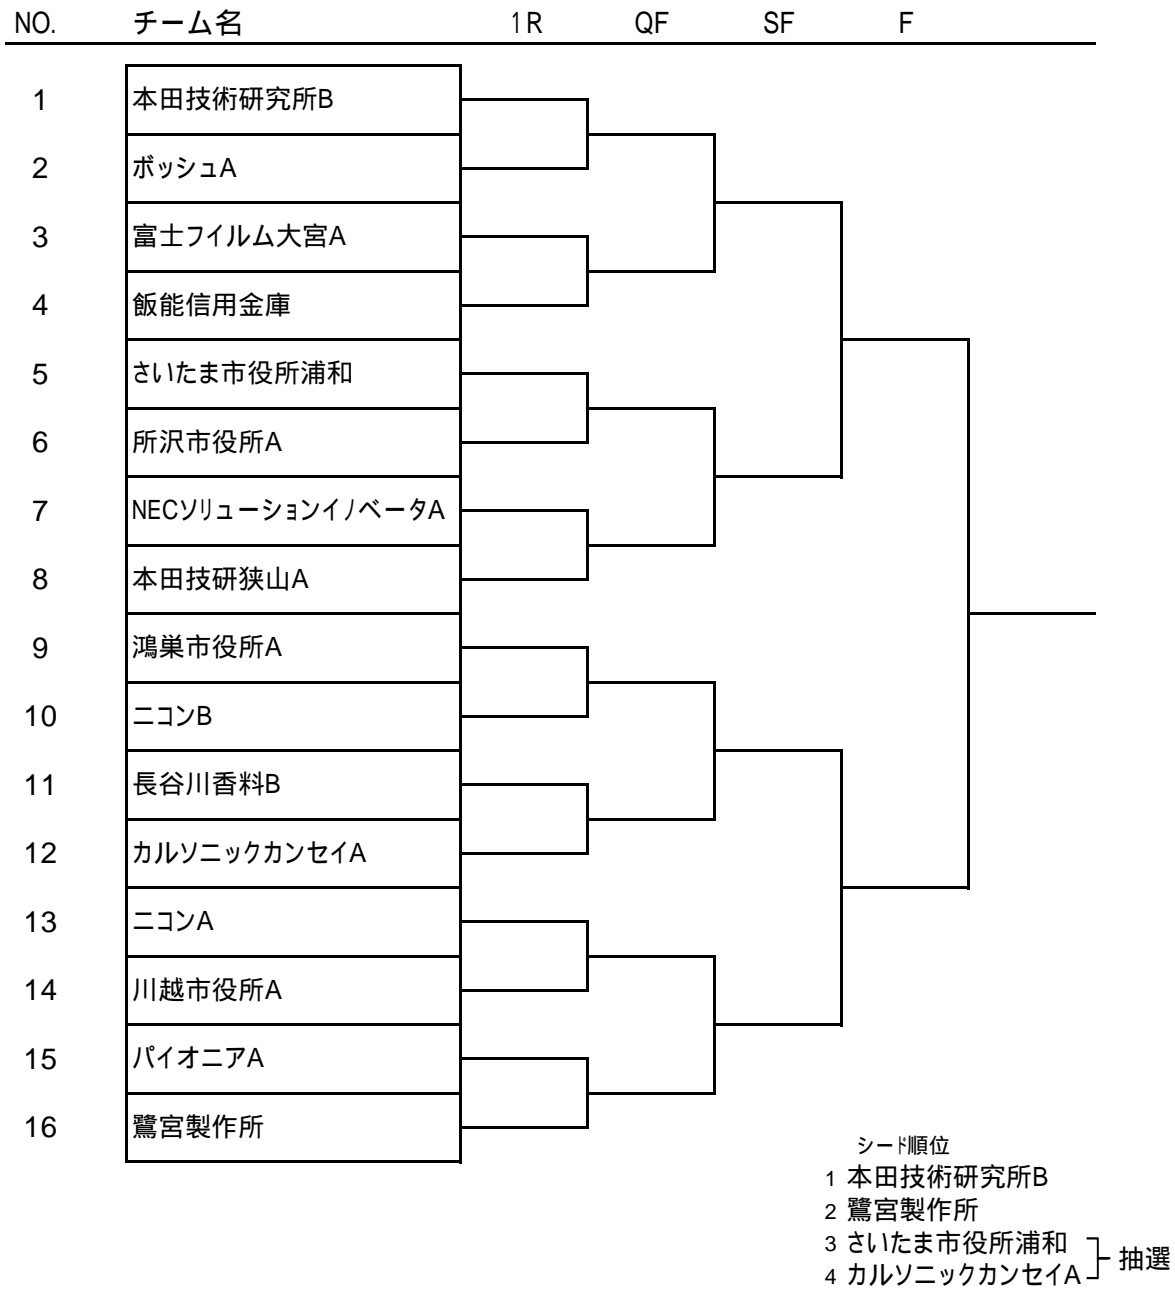 NO. チーム名 1R QF SF F
1 本田技術研究所B
2 ボッシュA
3 富士フイルム大宮A
4 飯能信用金庫
5 さいたま市役所浦和
6 所沢市役所A
7 NECソリューションイノベータA
8 本田技研狭山A
9 鴻巣市役所A
10 ニコンB
11 長谷川香料B
12 カルソニックカンセイA
13 ニコンA
14 川越市役所A
15 パイオニアA
16 鷺宮製作所
シード順位
1 本田技術研究所B
2 鷺宮製作所
3 さいたま市役所浦和
4 カルソニックカンセイA
抽選